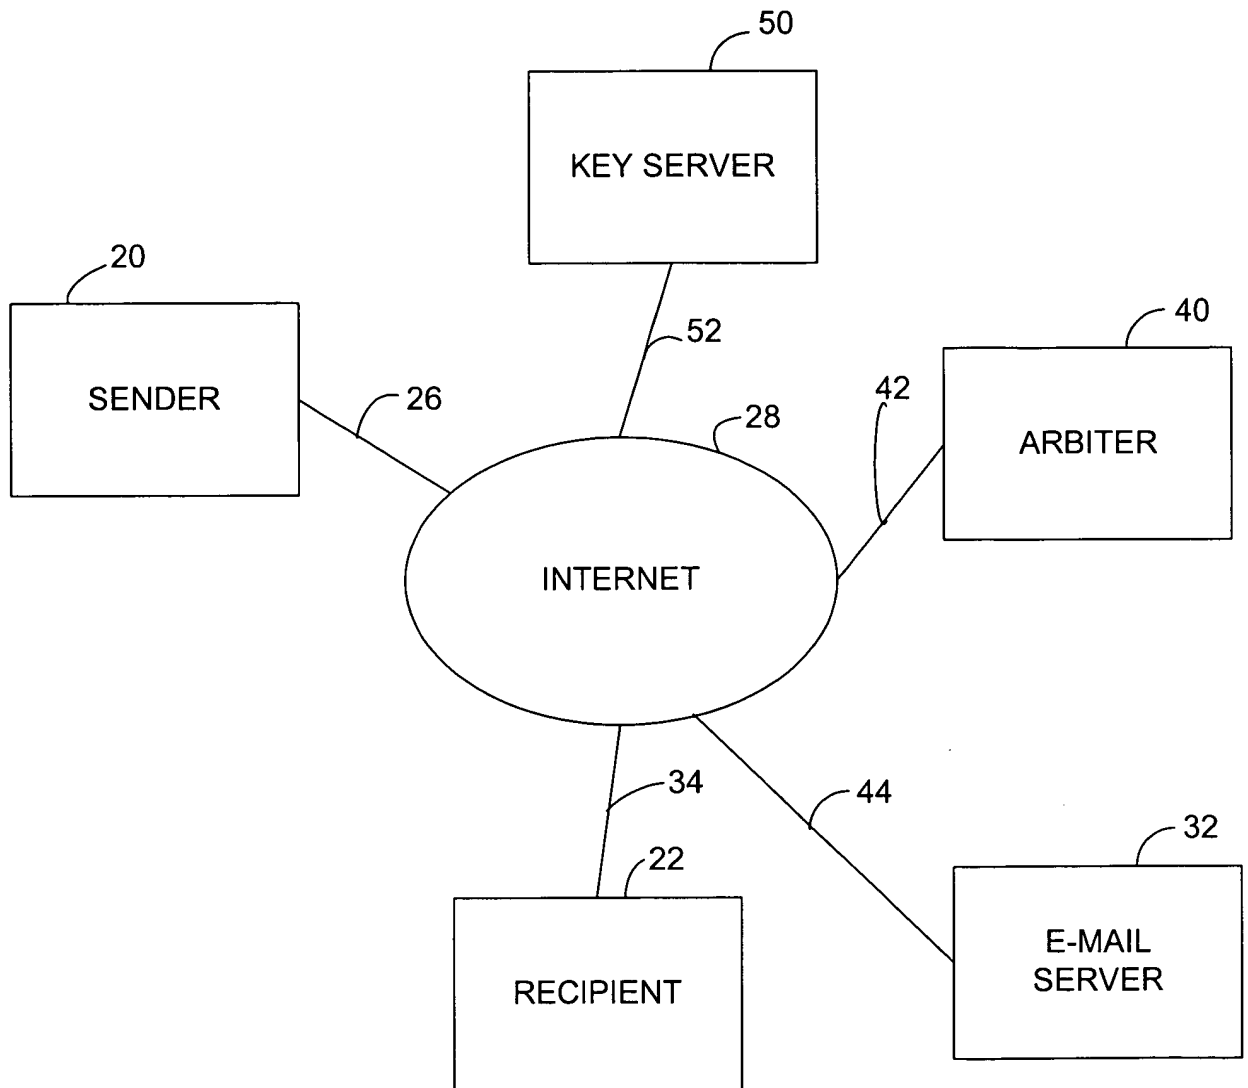 50
KEY SERVER
20
SENDER
52
40
26
42
28
ARBITER
INTERNET
34
44
32
22
E-MAIL
SERVER
RECIPIENT